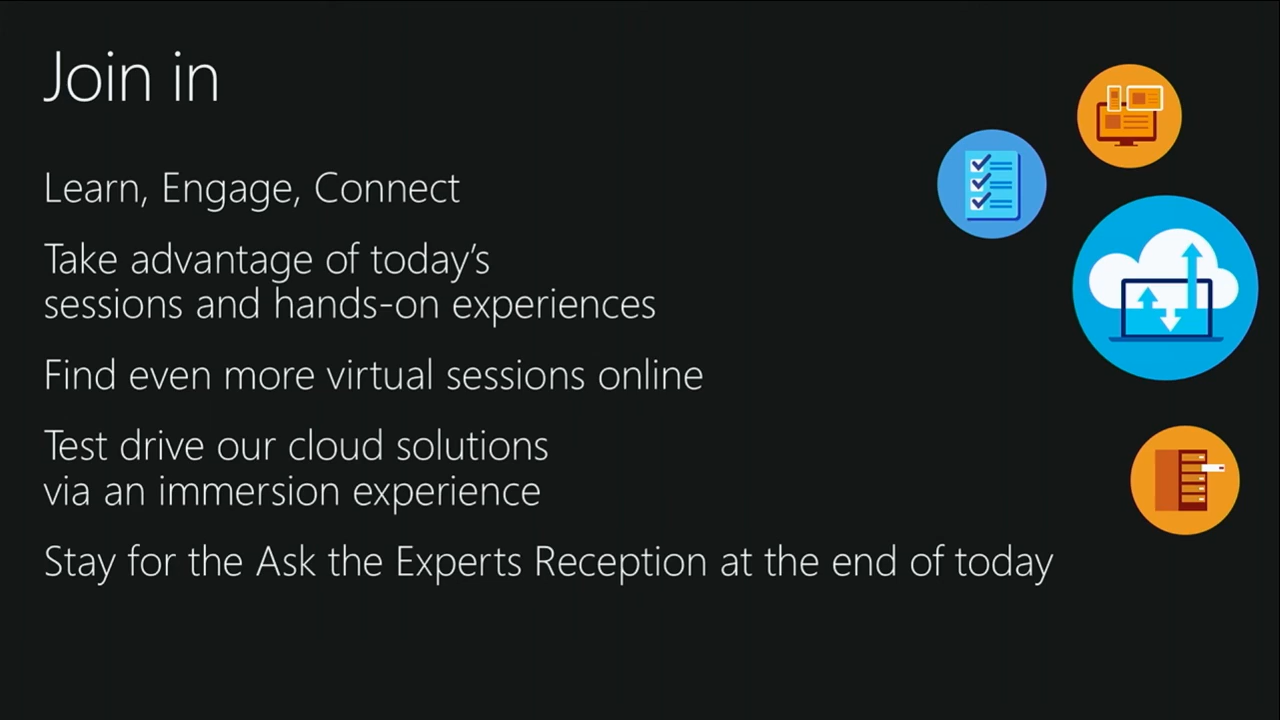 Join in
Learn, Engage, Connect
Take advantage of today's
sessions and hands-on experiences
Find even more virtual sessions online
Test drive our cloud solutions
via an immersion experience
Stay for the Ask the Experts Reception at the end of today